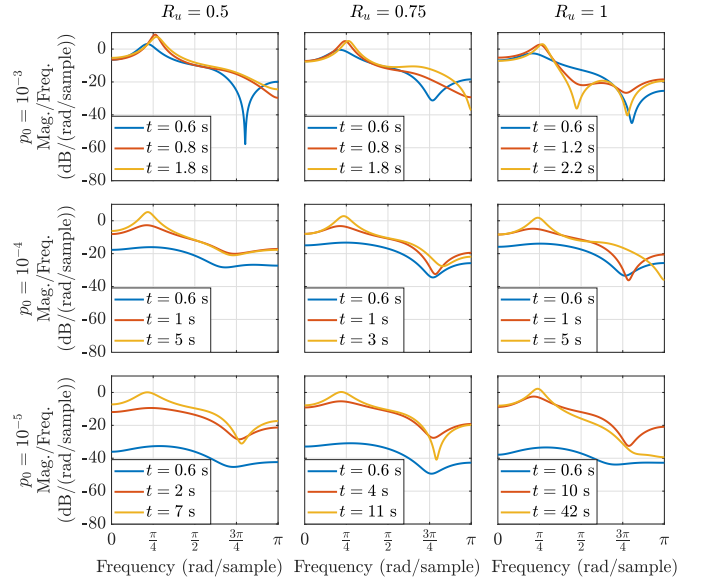 R_u = 0.5
R_u = 0.75
R_u = 1
p_0 = 10^{-3}
Mag./Freq.
(dB/(rad/sample))
0
-20
-40
-60
-80
t = 0.6 s
t = 0.8 s
t = 1.8 s
t = 0.6 s
t = 0.8 s
t = 1.8 s
t = 0.6 s
t = 1.2 s
t = 2.2 s
p_0 = 10^{-4}
Mag./Freq.
(dB/(rad/sample))
0
-20
-40
-60
-80
t = 0.6 s
t = 1 s
t = 5 s
t = 0.6 s
t = 1 s
t = 3 s
t = 0.6 s
t = 1 s
t = 5 s
p_0 = 10^{-5}
Mag./Freq.
(dB/(rad/sample))
0
-20
-40
-60
-80
t = 0.6 s
t = 2 s
t = 7 s
t = 0.6 s
t = 4 s
t = 11 s
t = 0.6 s
t = 10 s
t = 42 s
0 π/4 π/2 3π/4 π
0 π/4 π/2 3π/4 π
0 π/4 π/2 3π/4 π
Frequency (rad/sample)
Frequency (rad/sample)
Frequency (rad/sample)